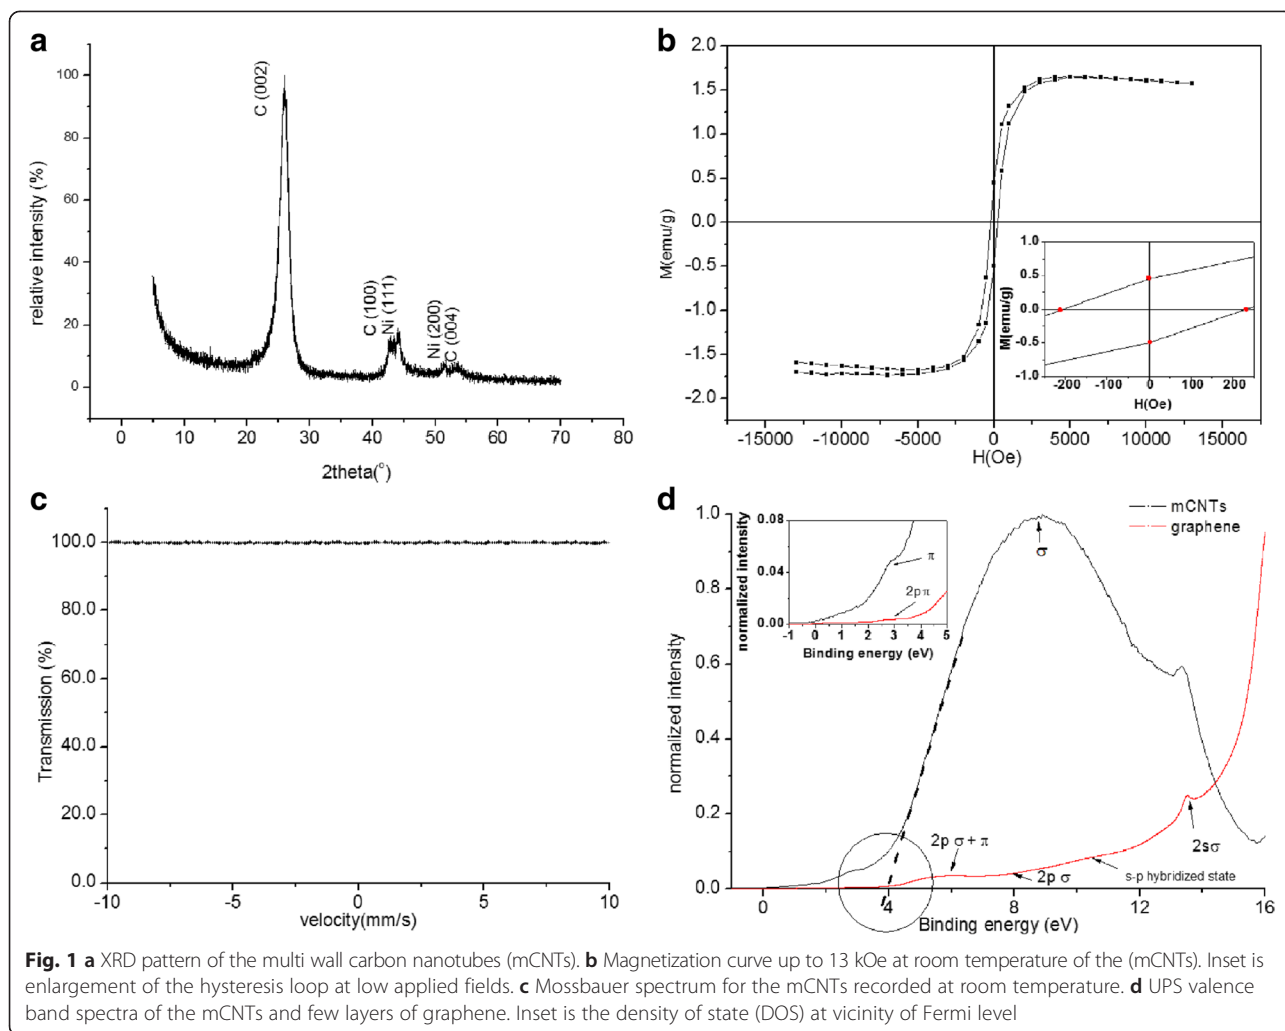 a
C (002)
C (100)
Ni (111)
Ni (200)
C (004)
100
80
60
40
20
0
relative intensity (%)
0 10 20 30 40 50 60 70 80
2theta(°)
b
2.0
1.5
1.0
0.5
0.0
-0.5
-1.0
-1.5
-2.0
M(emu/g)
-15000 -10000 -5000 0 5000 10000 15000
H(Oe)
1.0
0.5
0.0
-0.5
-1.0
M(emu/g)
-200 -100 0 100 200
H(Oe)
c
100.0
80.0
60.0
40.0
20.0
0.0
Transmission (%)
-10 -5 0 5 10
velocity(mm/s)
d
mCNTs
graphene
1.0
0.8
0.6
0.4
0.2
0.0
normalized intensity
0 4 8 12 16
Binding energy (eV)
σ
2p σ + π
2p σ
s-p hybridized state
2sσ
0.08
0.04
0.00
normalized intensity
π
2p π
-1 0 1 2 3 4 5
Binding energy (eV)
Fig. 1 a XRD pattern of the multi wall carbon nanotubes (mCNTs). b Magnetization curve up to 13 kOe at room temperature of the (mCNTs). Inset is
enlargement of the hysteresis loop at low applied fields. c Mossbauer spectrum for the mCNTs recorded at room temperature. d UPS valence
band spectra of the mCNTs and few layers of graphene. Inset is the density of state (DOS) at vicinity of Fermi level